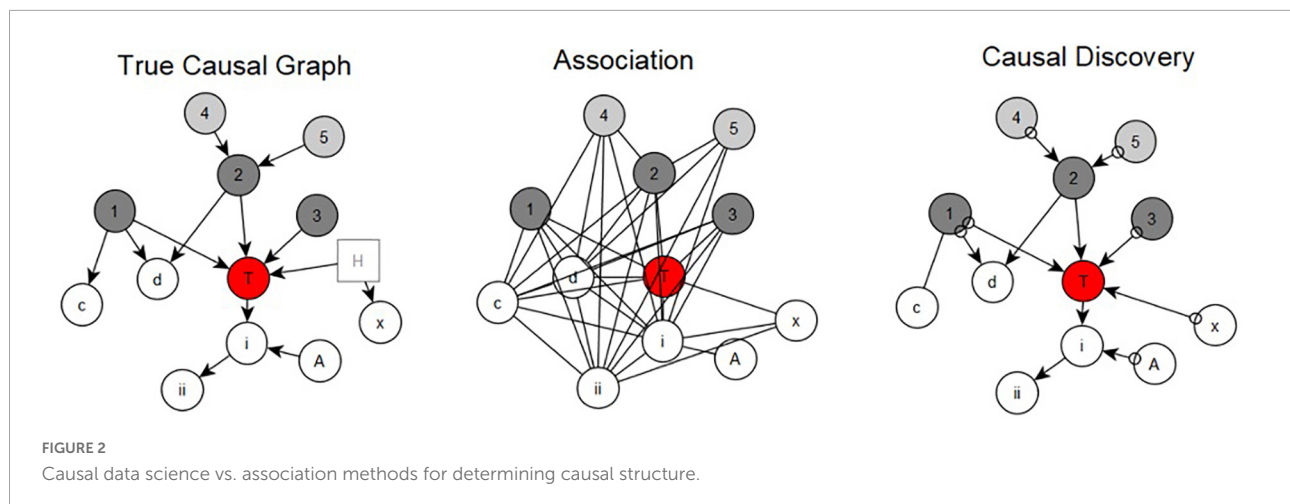 True Causal Graph
4
5
2
1
3
H
d
T
c
x
i
A
ii
Association
4
5
2
1
3
d
T
c
x
i
A
ii
Causal Discovery
4
5
2
1
3
d
T
c
x
i
A
ii
FIGURE 2
Causal data science vs. association methods for determining causal structure.